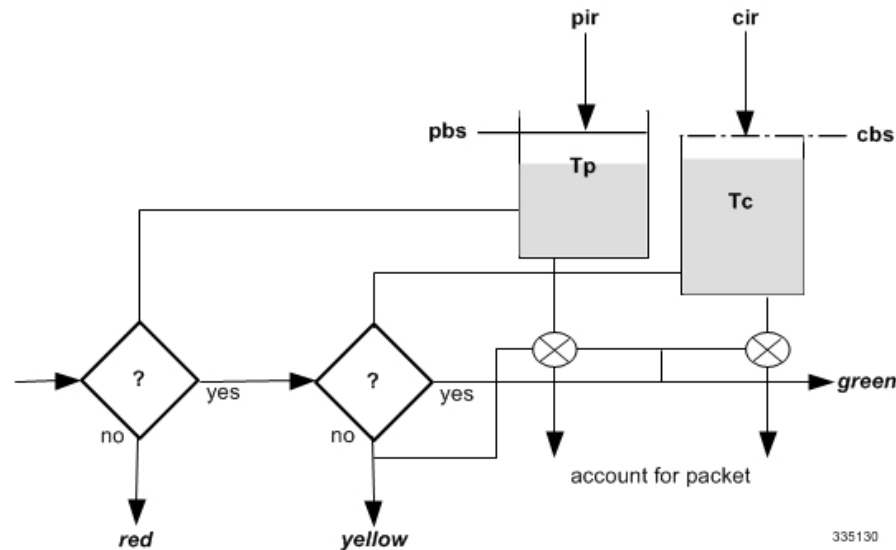 pir
cir
pbs
cbs
Tp
Tc
?
?
yes
yes
green
no
no
account for packet
red
yellow
335130